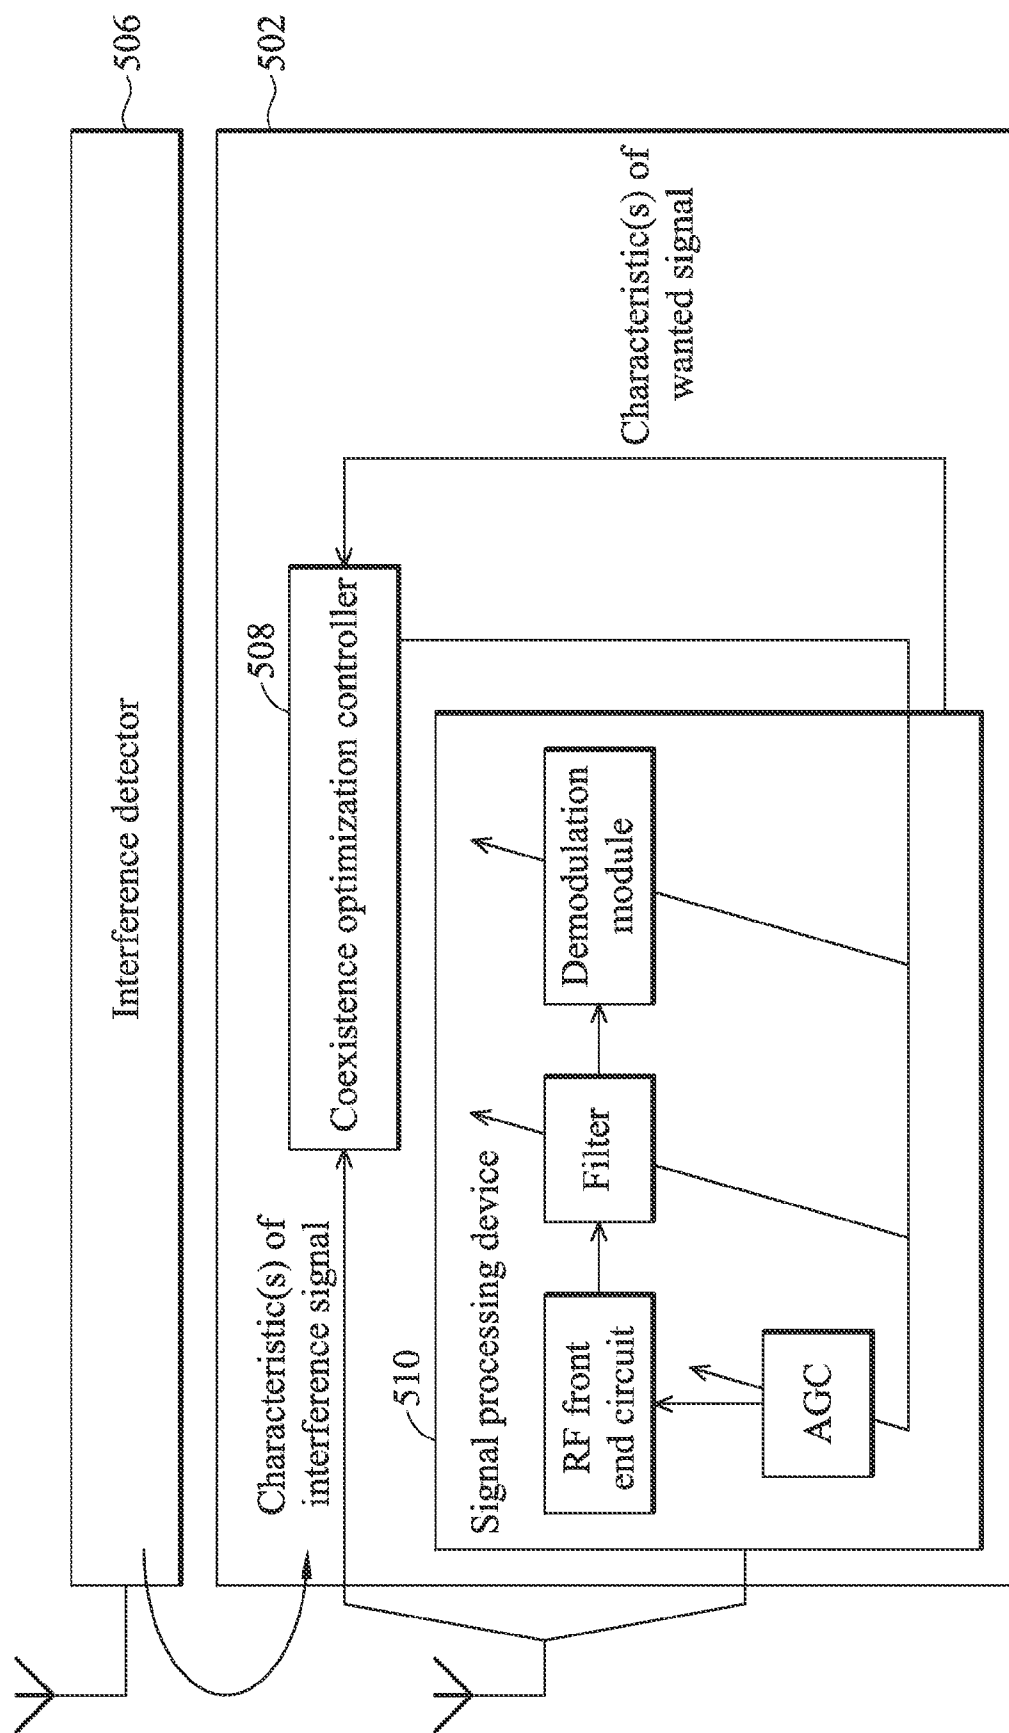 Interference detector
506
502
Characteristic(s) of
interference signal
508
Coexistence optimization controller
Characteristic(s) of
wanted signal
510
Signal processing device
RF front
end circuit
Filter
Demodulation
module
AGC